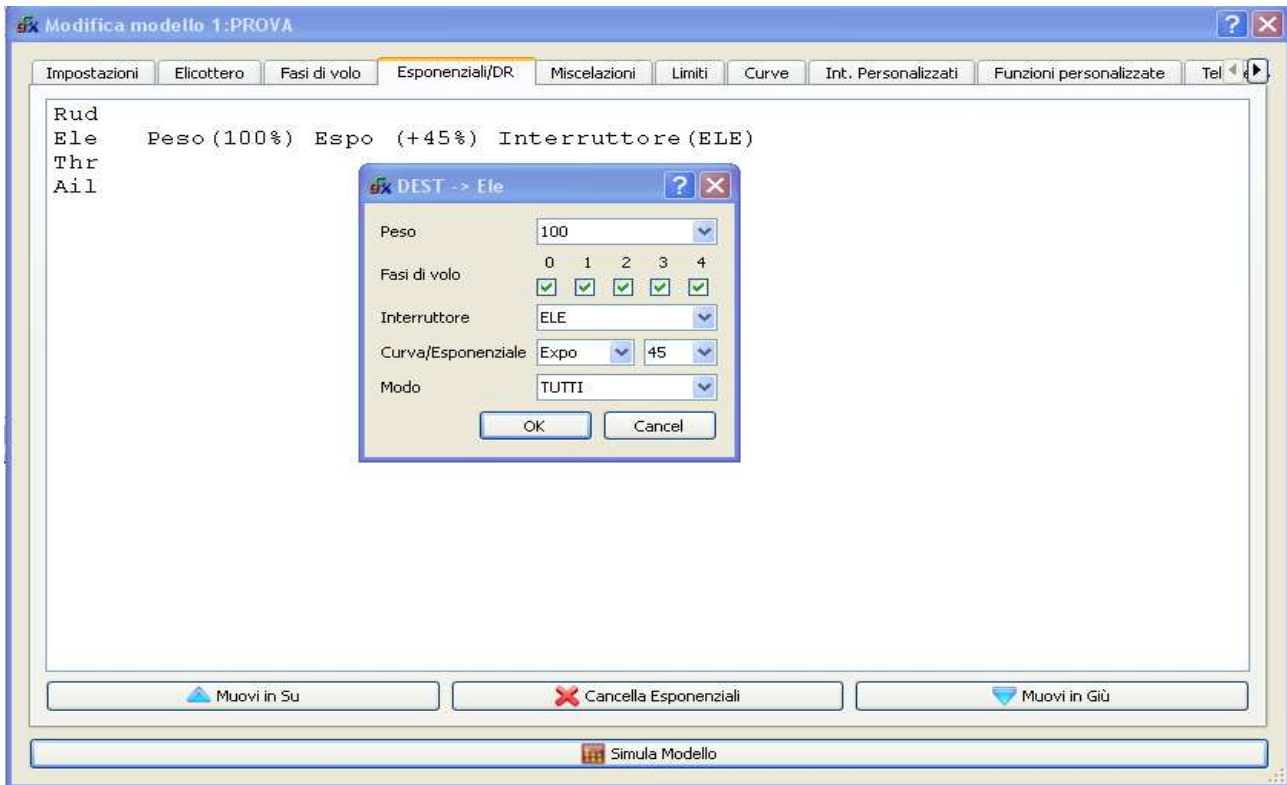 g*x* Modifica modello 1:PROVA
Impostazioni Elicottero Fasi di volo Esponenziali/DR Miscelazioni Limiti Curve Int. Personalizzati Funzioni personalizzate Tel
Rud
Ele Peso(100%) Espo (+45%) Interruttore(ELE)
Thr
Ail
DEST -> Ele
Peso 100
0 1 2 3 4
Fasi di volo
Interruttore ELE
Curva/Esponenziale Expo 45
Modo TUTTI
OK Cancel
Muovi in Su Cancella Esponenziali Muovi in Giù
Simula Modello